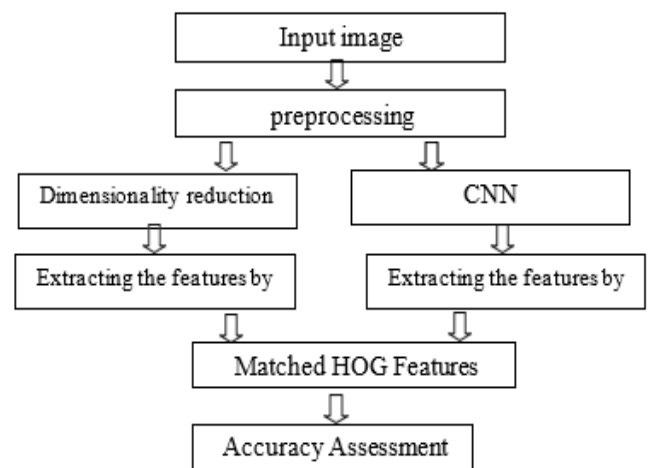 Input image
preprocessing
Dimensionality reduction
CNN
Extracting the features by
Extracting the features by
Matched HOG Features
Accuracy Assessment